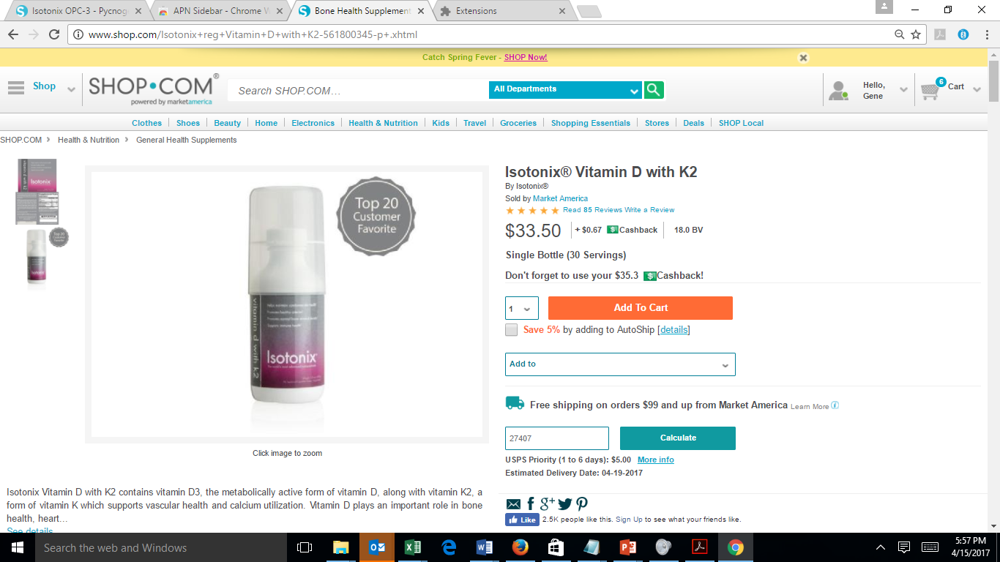 Isotonix OPC-3 - Pycnog
APN Sidebar - Chrome W
Bone Health Supplement
Extensions
www.shop.com/Isotonix+reg+Vitamin+D+with+K2-561800345-p+.xhtml
Catch Spring Fever - SHOP Now!
Shop
SHOP•COM®
powered by marketamerica
Search SHOP.COM...
All Departments
Hello,
Gene
6
Cart
Clothes
Shoes
Beauty
Home
Electronics
Health & Nutrition
Kids
Travel
Groceries
Shopping Essentials
Stores
Deals
SHOP Local
SHOP.COM > Health & Nutrition > General Health Supplements
Top 20
Customer
Favorite
vitamin d with k2
Isotonix
Click image to zoom
Isotonix Vitamin D with K2 contains vitamin D3, the metabolically active form of vitamin D, along with vitamin K2, a
form of vitamin K which supports vascular health and calcium utilization. Vitamin D plays an important role in bone
health, heart...
See details
Isotonix® Vitamin D with K2
By Isotonix®
Sold by Market America
Read 85 Reviews Write a Review
$33.50
+ $0.67 $ Cashback
18.0 BV
Single Bottle (30 Servings)
Don't forget to use your $35.3 $ Cashback!
1
Add To Cart
Save 5% by adding to AutoShip [details]
Add to
Free shipping on orders $99 and up from Market America Learn More
27407
Calculate
USPS Priority (1 to 6 days): $5.00 More info
Estimated Delivery Date: 04-19-2017
Like
2.5K people like this. Sign Up to see what your friends like.
Search the web and Windows
5:57 PM
4/15/2017